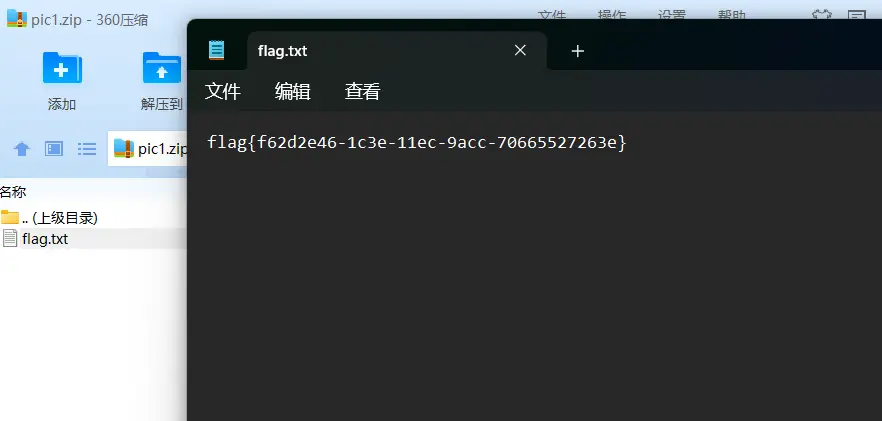 pic1.zip - 360压缩
文件 操作 设置 帮助
flag.txt
添加
解压到
文件 编辑 查看
pic1.zip
flag{f62d2e46-1c3e-11ec-9acc-70665527263e}
名称
.. (上级目录)
flag.txt